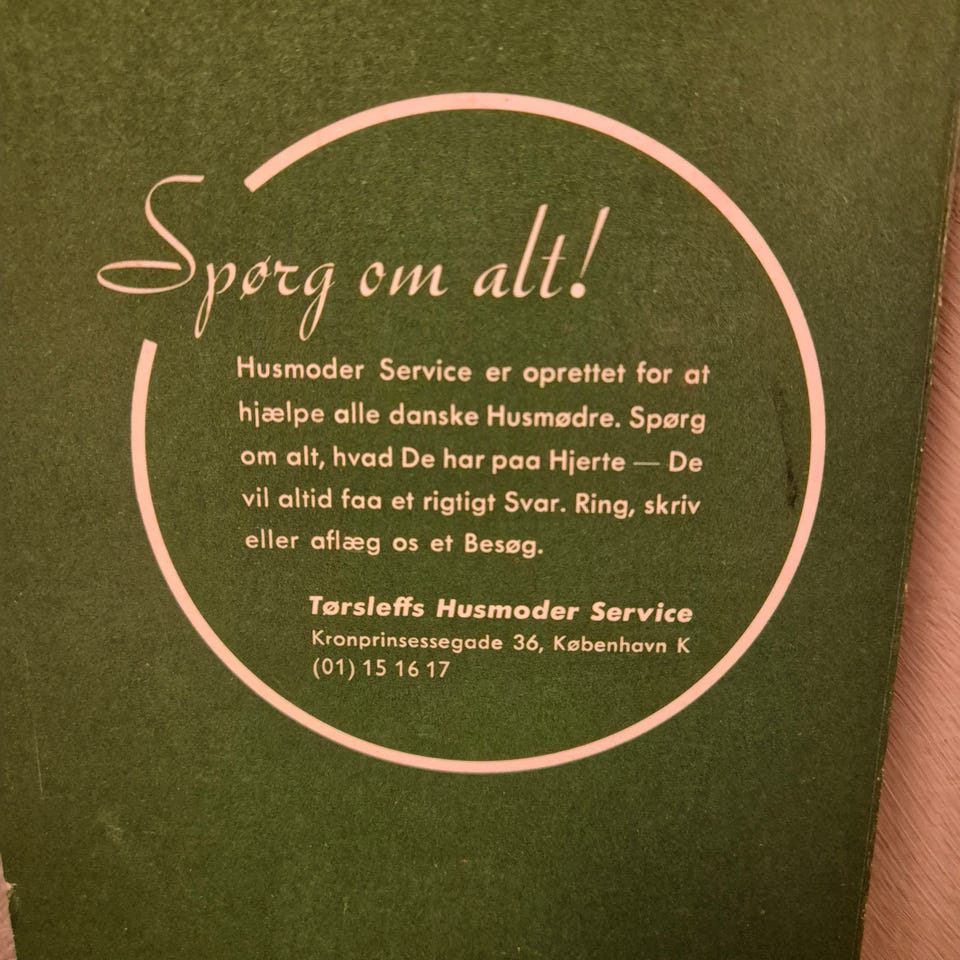 Spørg om alt!
Husmoder Service er oprettet for at
hjælpe alle danske Husmødre. Spørg
om alt, hvad De har paa Hjerte — De
vil altid faa et rigtigt Svar. Ring, skriv
eller aflæg os et Besøg.
Tørsleffs Husmoder Service
Kronprinsessegade 36, København K
(01) 15 16 17